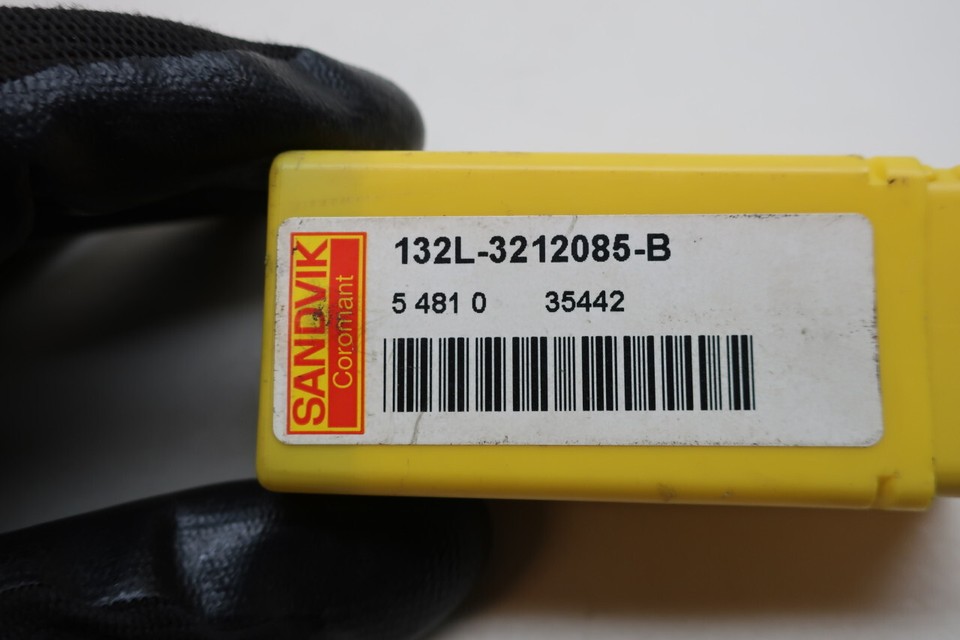 SANDVIK
Coromant
132L-3212085-B
5 481 0 35442